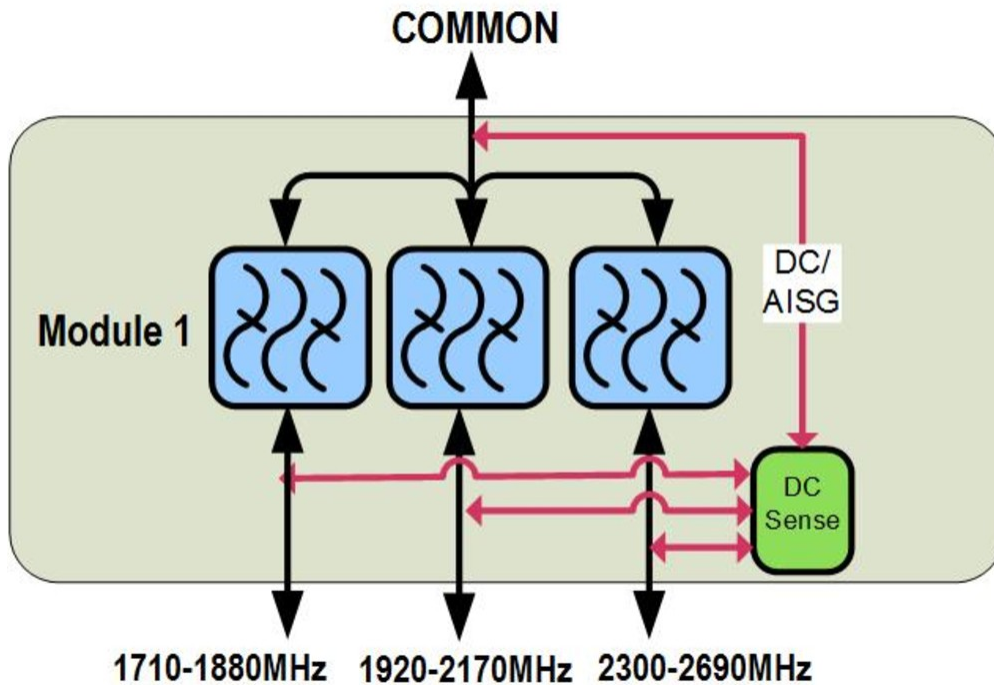 COMMON
DC/
AISG
Module 1
DC
Sense
1710-1880MHz
1920-2170MHz
2300-2690MHz